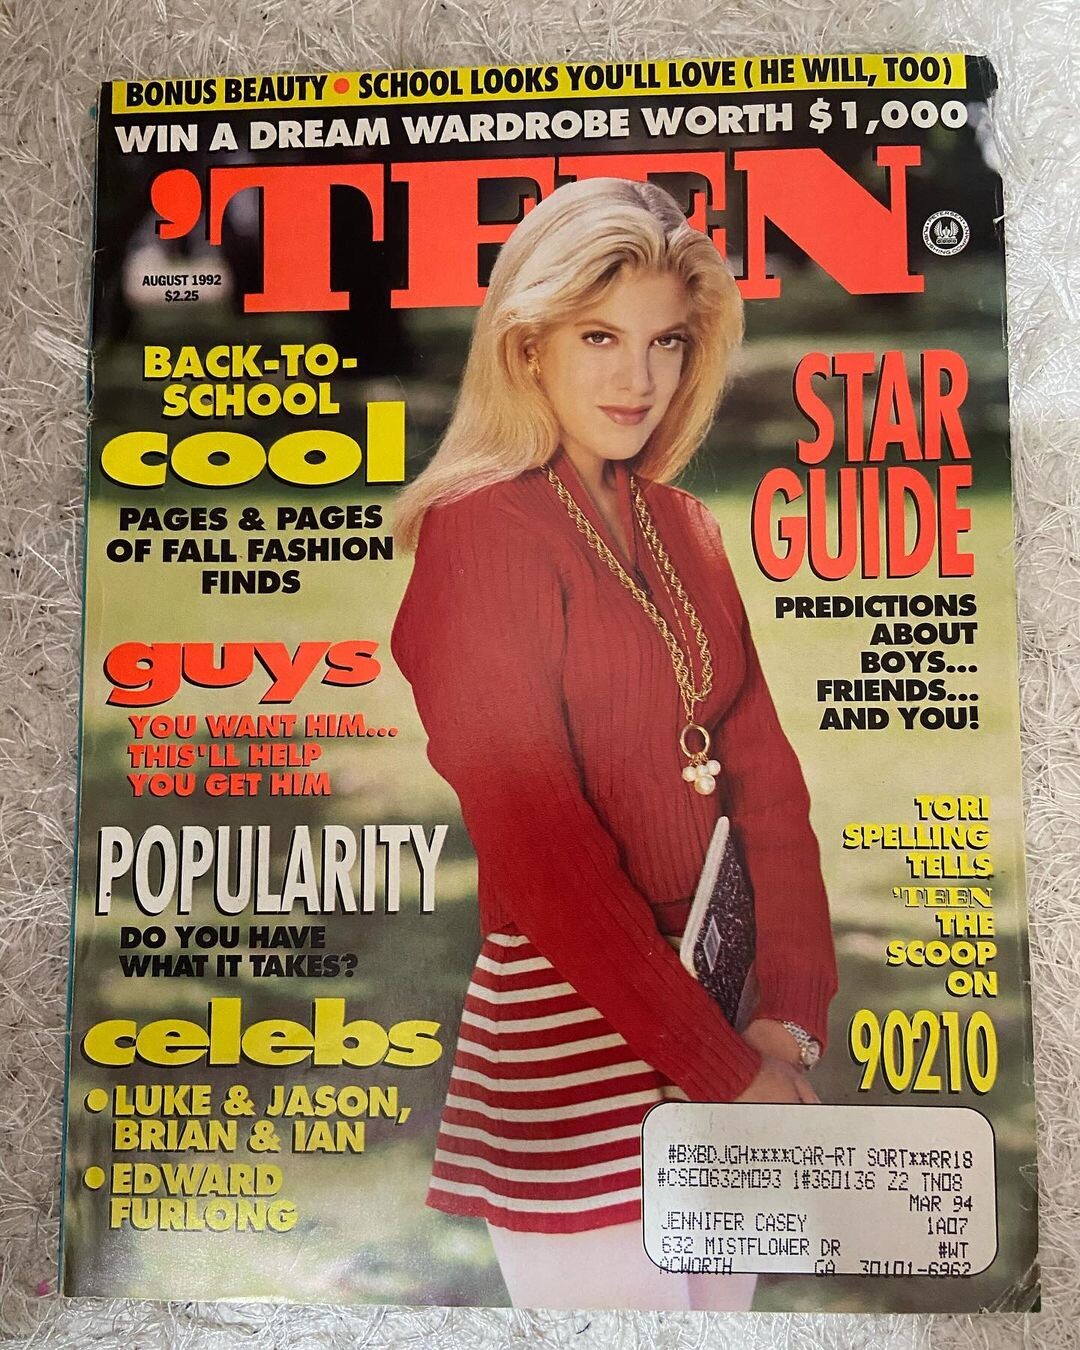 BONUS BEAUTY • SCHOOL LOOKS YOU'LL LOVE (HE WILL, TOO)
WIN A DREAM WARDROBE WORTH $1,000
'TEEN
AUGUST 1992
$2.25
PETERSEN PUBLISHING COMPANY
BACK-TO-
SCHOOL
cool
PAGES & PAGES
OF FALL FASHION
FINDS
guys
YOU WANT HIM...
THIS'LL HELP
YOU GET HIM
POPULARITY
DO YOU HAVE
WHAT IT TAKES?
celebs
• LUKE & JASON,
BRIAN & IAN
• EDWARD
FURLONG
STAR
GUIDE
PREDICTIONS
ABOUT
BOYS...
FRIENDS...
AND YOU!
TORI
SPELLING
TELLS
'TEEN
THE
SCOOP
ON
90210
#BXBDJGH****CAR-RT SORT**RR18
#CSE0632M093 1#360136 Z2 TN08
MAR 94
JENNIFER CASEY 1A07
632 MISTFLOWER DR #WT
ACWORTH GA 30101-6962